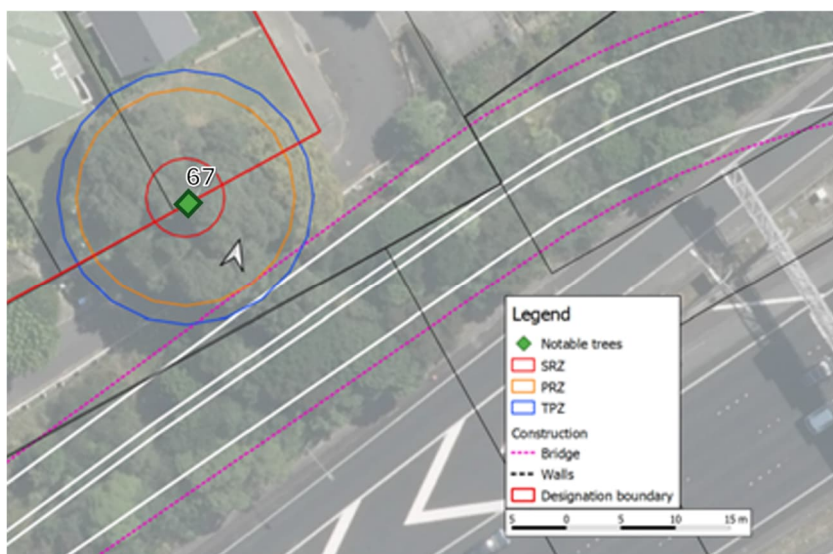 67
Legend
Notable trees
SRZ
PRZ
TPZ
Construction
Bridge
Walls
Designation boundary
5 0 5 10 15 m